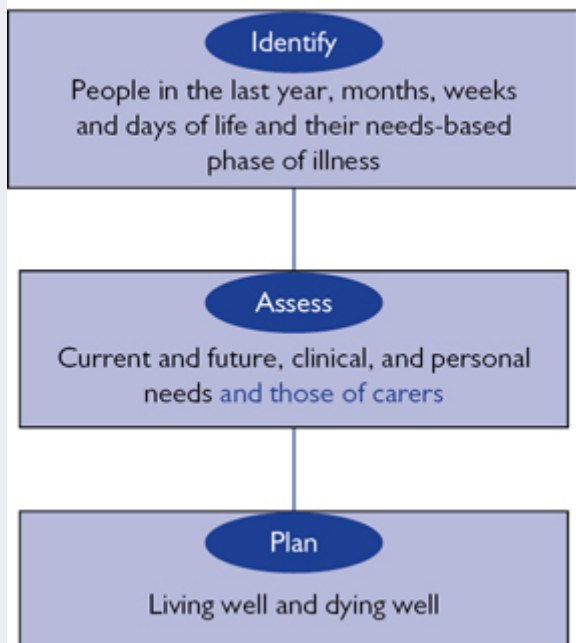 Identify
People in the last year, months, weeks
and days of life and their needs-based
phase of illness
Assess
Current and future, clinical, and personal
needs and those of carers
Plan
Living well and dying well